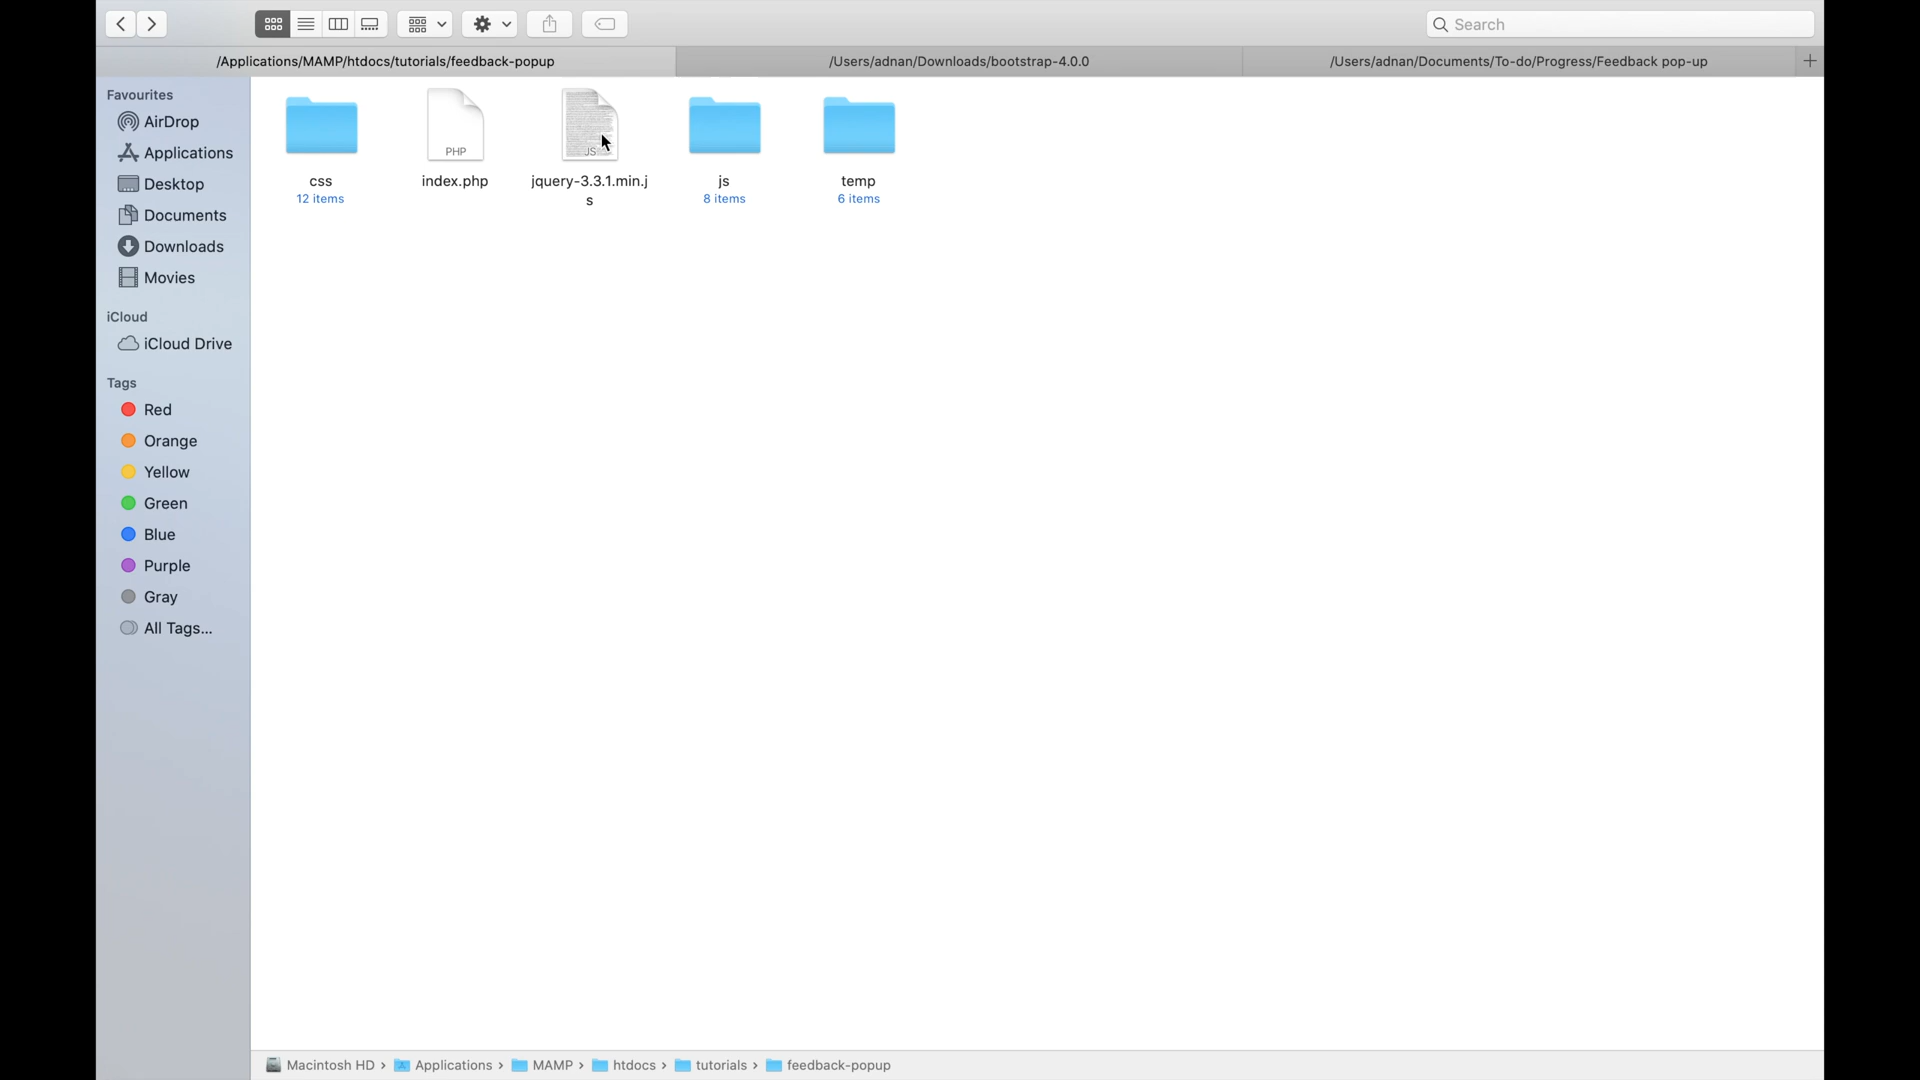 Search
/Applications/MAMP/htdocs/tutorials/feedback-popup
/Users/adnan/Downloads/bootstrap-4.0.0
/Users/adnan/Documents/To-do/Progress/Feedback pop-up
Favourites
AirDrop
Applications
Desktop
Documents
Downloads
Movies
iCloud
iCloud Drive
Tags
Red
Orange
Yellow
Green
Blue
Purple
Gray
All Tags...
PHP
JS
css
index.php
jquery-3.3.1.min.j
s
js
temp
12 items
8 items
6 items
Macintosh HD › Applications › MAMP › htdocs › tutorials › feedback-popup